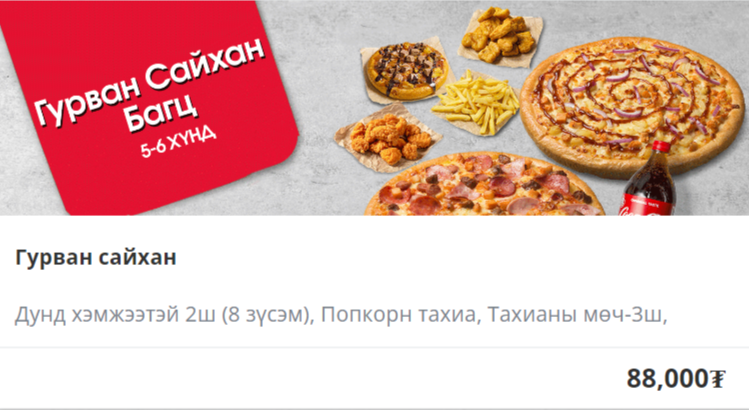 Гурван Сайхан
Багц
5-6 ХҮНД
Гурван сайхан
Дунд хэмжээтэй 2ш (8 зүсэм), Попкорн тахиа, Тахианы мөч-3ш,
88,000₮